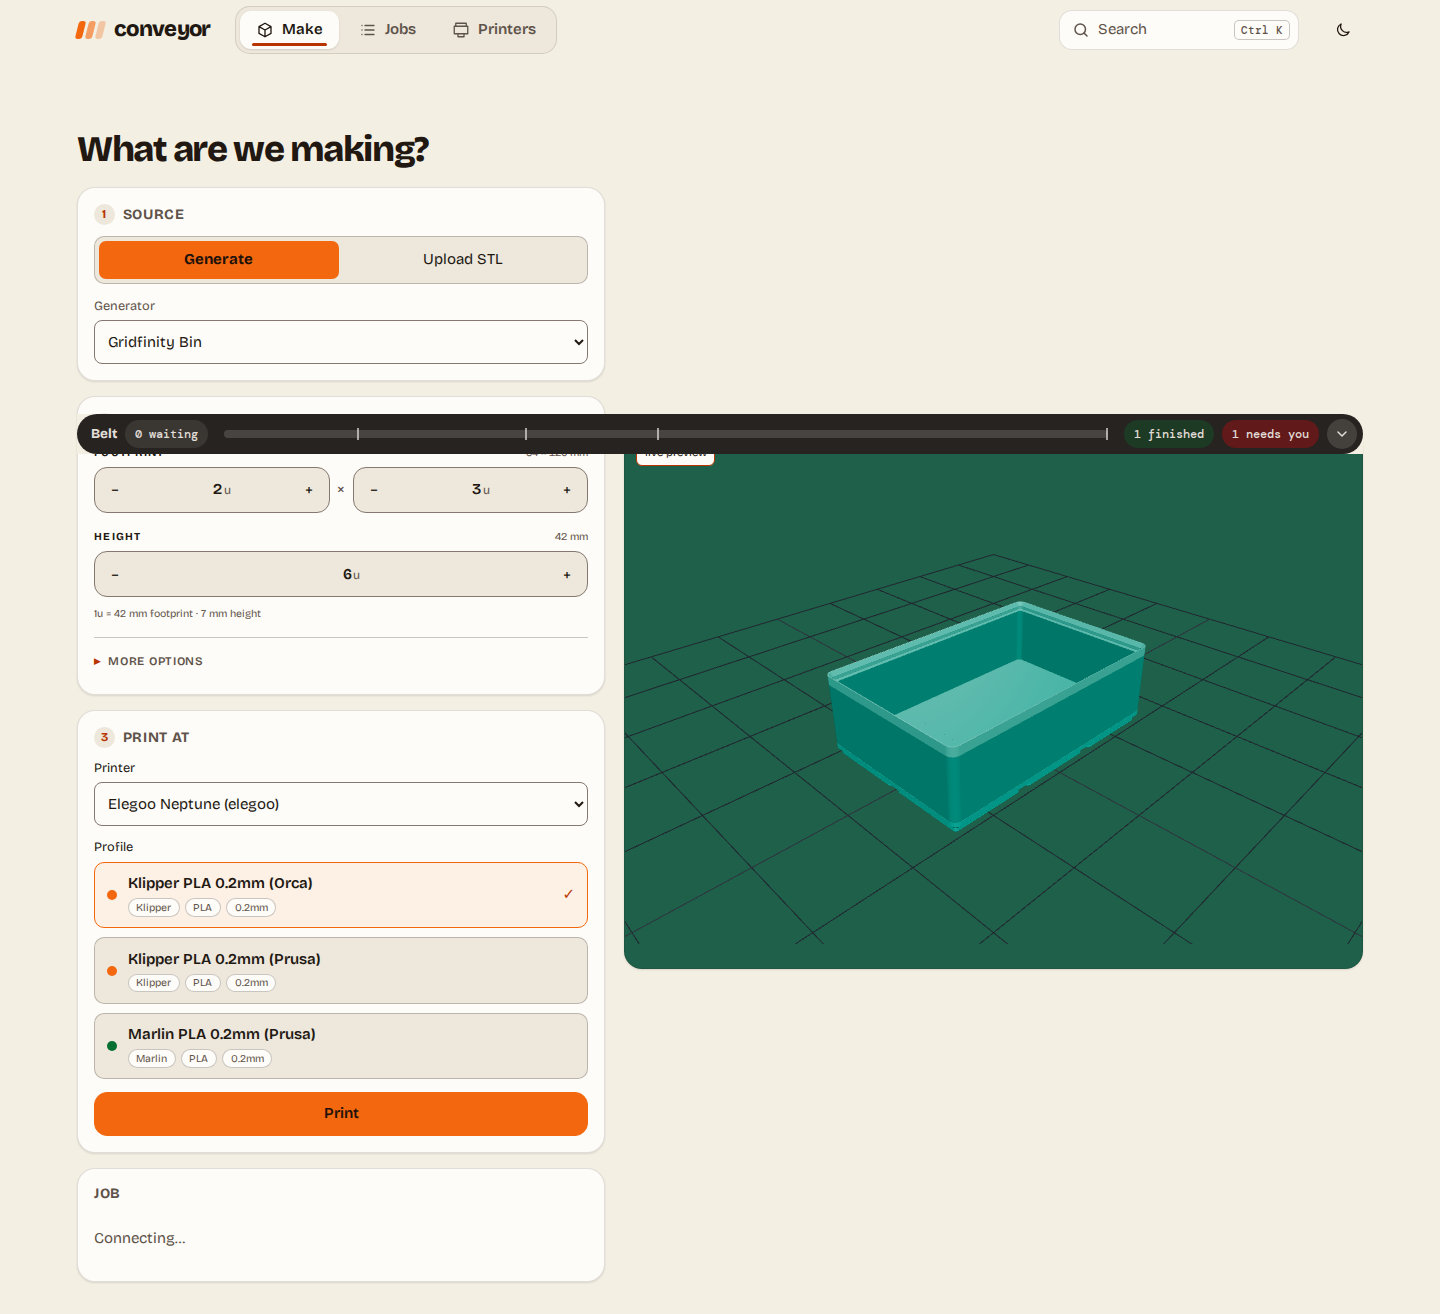 conveyor
Make
Jobs
Printers
Search
Ctrl K
What are we making?
1 SOURCE
Generate
Upload STL
Generator
Gridfinity Bin
Belt
0 waiting
1 finished
1 needs you
− 2u +
×
− 3u +
HEIGHT
42 mm
− 6u +
1u = 42 mm footprint · 7 mm height
▶ MORE OPTIONS
3 PRINT AT
Printer
Elegoo Neptune (elegoo)
Profile
Klipper PLA 0.2mm (Orca)
✓
Klipper
PLA
0.2mm
Klipper PLA 0.2mm (Prusa)
Klipper
PLA
0.2mm
Marlin PLA 0.2mm (Prusa)
Marlin
PLA
0.2mm
Print
JOB
Connecting...